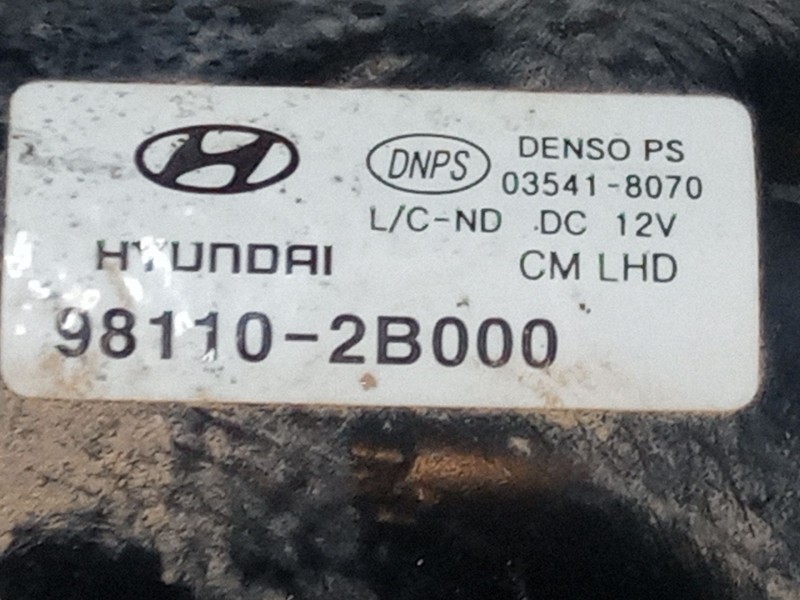 DNPS
DENSO PS
03541-8070
L/C-ND DC 12V
HYUNDAI
CM LHD
98110-2B000